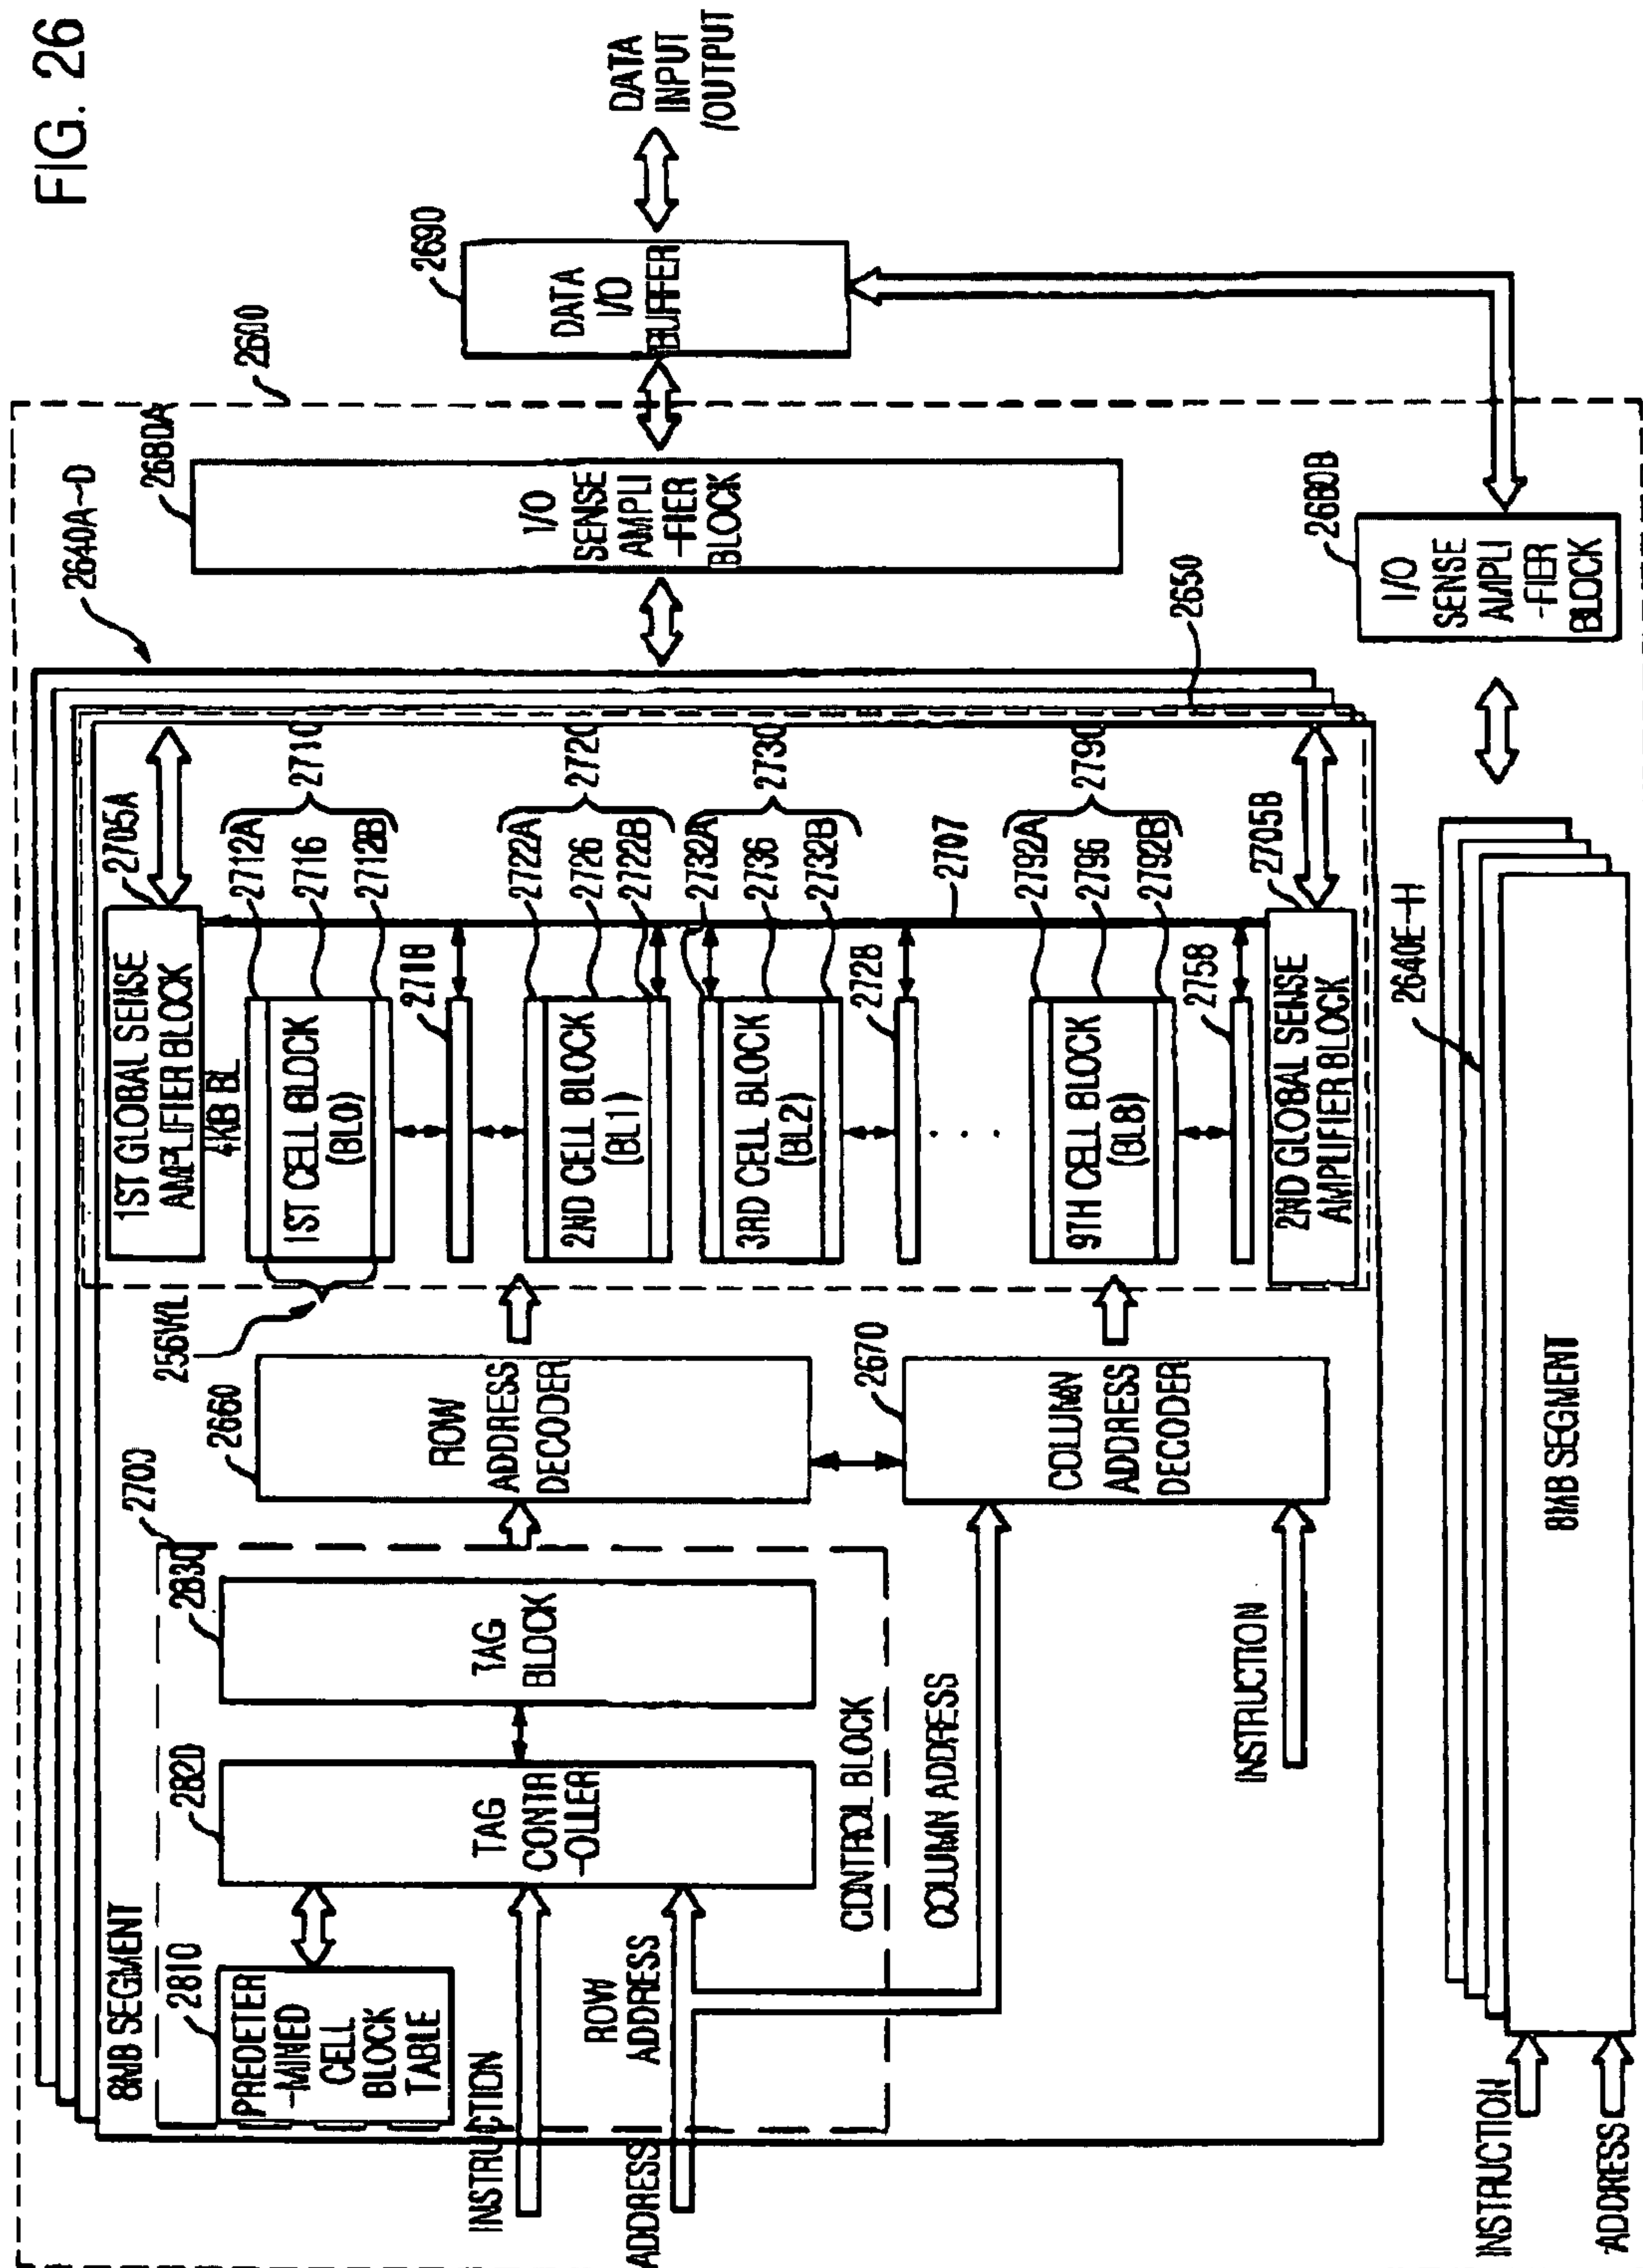 FIG. 26
8MB SEGMENT
2810
PREDETER
-MINED
CELL
BLOCK
TABLE
2820
TAG
CONTR
-OLLER
2830
TAG
BLOCK
2700
CONTROL BLOCK
INSTRUCTION
ADDRESS
ROW
ADDRESS
COLUMN ADDRESS
INSTRUCTION
2660
ROW
ADDRESS
DECODER
2670
COLUMN
ADDRESS
DECODER
256WL
1ST GLOBAL SENSE
AMPLIFIER BLOCK
2705A
4KB BL
1ST CELL BLOCK
(BL0)
2712A
2716
2712B
2710
2718
2ND CELL BLOCK
(BL1)
2722A
2726
2722B
2720
3RD CELL BLOCK
(BL2)
2732A
2736
2732B
2730
2728
2707
. . . . .
9TH CELL BLOCK
(BL8)
2792A
2796
2792B
2790
2758
2ND GLOBAL SENSE
AMPLIFIER BLOCK
2705B
2650
2640A~D
2680A
I/O
SENSE
AMPLI
-FIER
BLOCK
2600
2690
DATA
I/O
BUFFER
DATA
INPUT
/OUTPUT
INSTRUCTION
ADDRESS
8MB SEGMENT
2640E-H
2680B
I/O
SENSE
AMPLI
-FIER
BLOCK